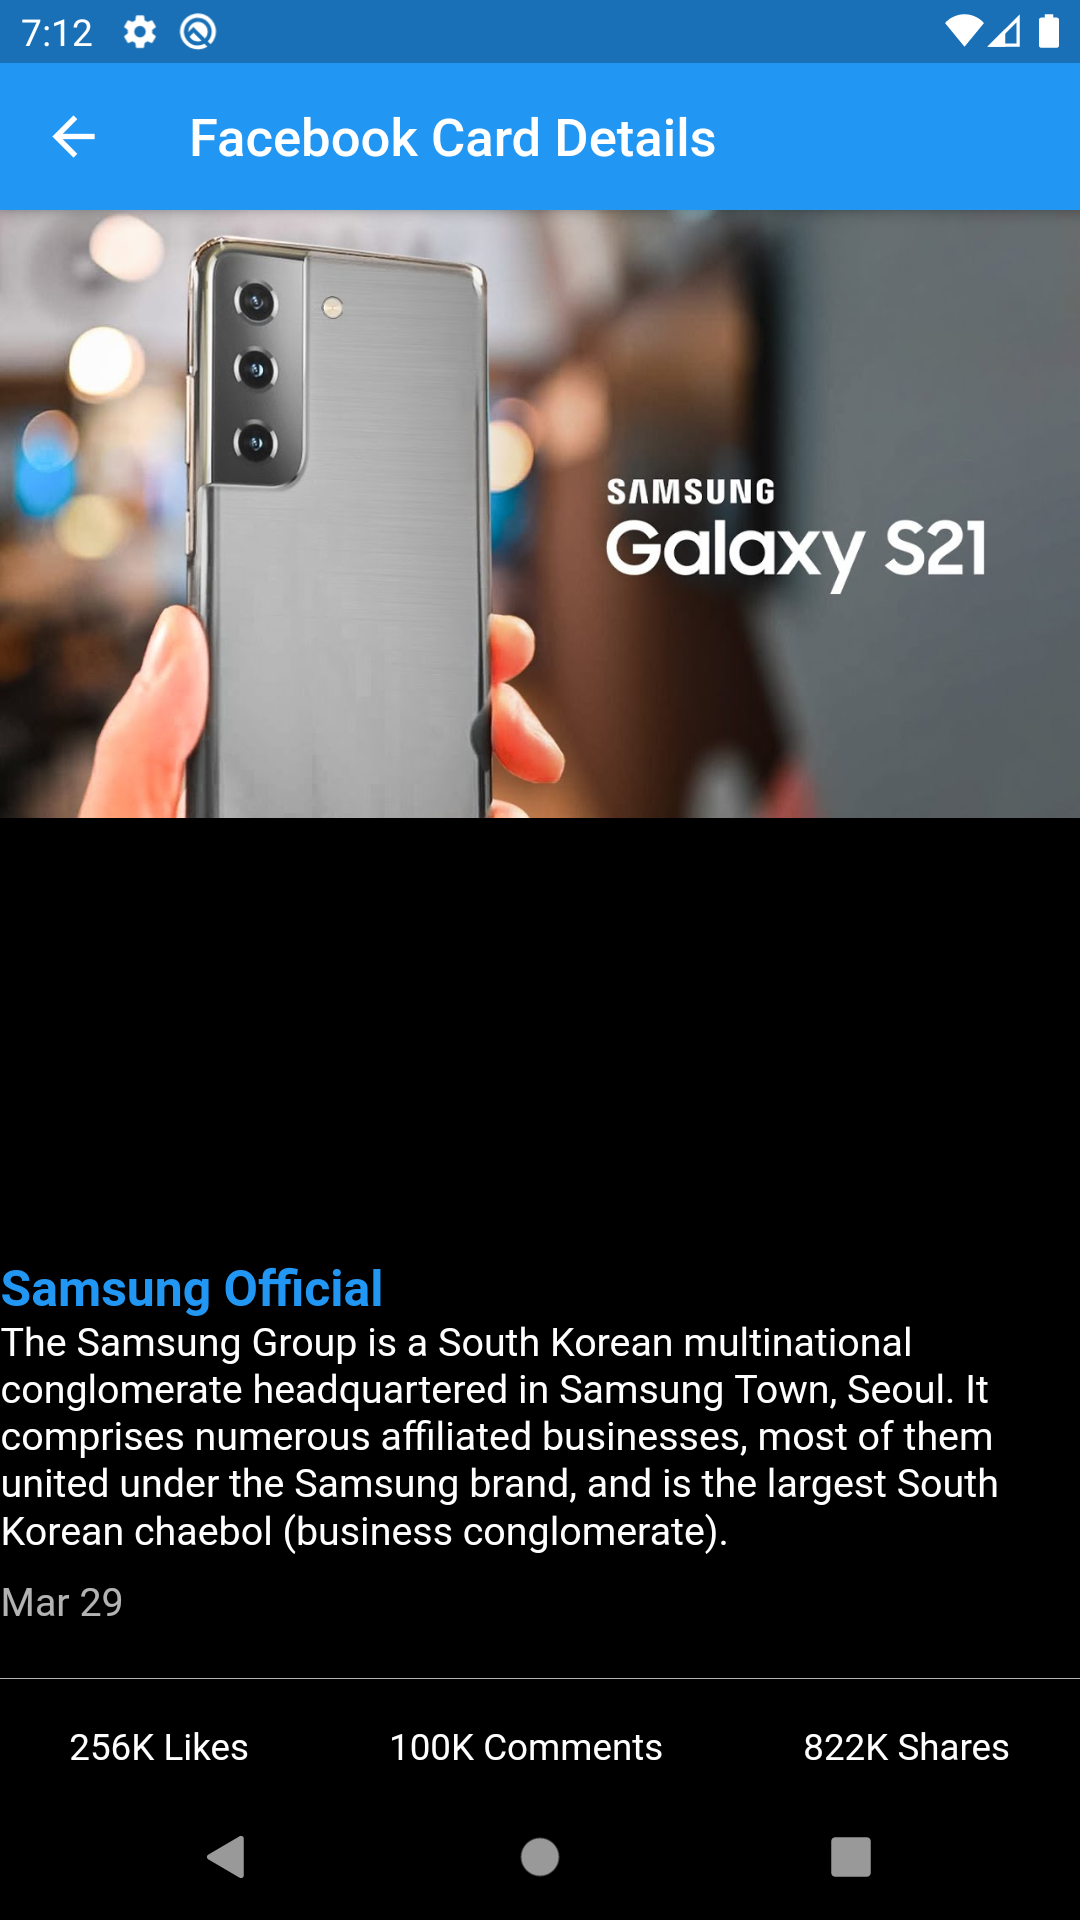 7:12
Facebook Card Details
SAMSUNG
Galaxy S21
Samsung Official
The Samsung Group is a South Korean multinational
conglomerate headquartered in Samsung Town, Seoul. It
comprises numerous affiliated businesses, most of them
united under the Samsung brand, and is the largest South
Korean chaebol (business conglomerate).
Mar 29
256K Likes
100K Comments
822K Shares